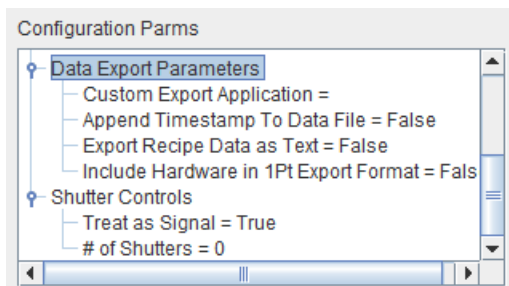 Configuration Parms
Data Export Parameters
Custom Export Application =
Append Timestamp To Data File = False
Export Recipe Data as Text = False
Include Hardware in 1Pt Export Format = Fals
Shutter Controls
Treat as Signal = True
# of Shutters = 0